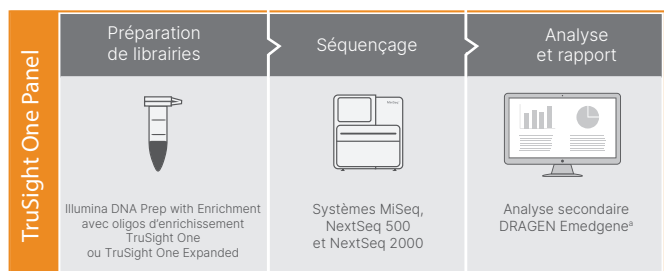 TruSight One Panel
Préparation
de librairies
Séquençage
Analyse
et rapport
MiSeq
Illumina DNA Prep with Enrichment
avec oligos d'enrichissement
TruSight One
ou TruSight One Expanded
Systèmes MiSeq,
NextSeq 500
et NextSeq 2000
Analyse secondaire
DRAGEN Emedgeneᵃ